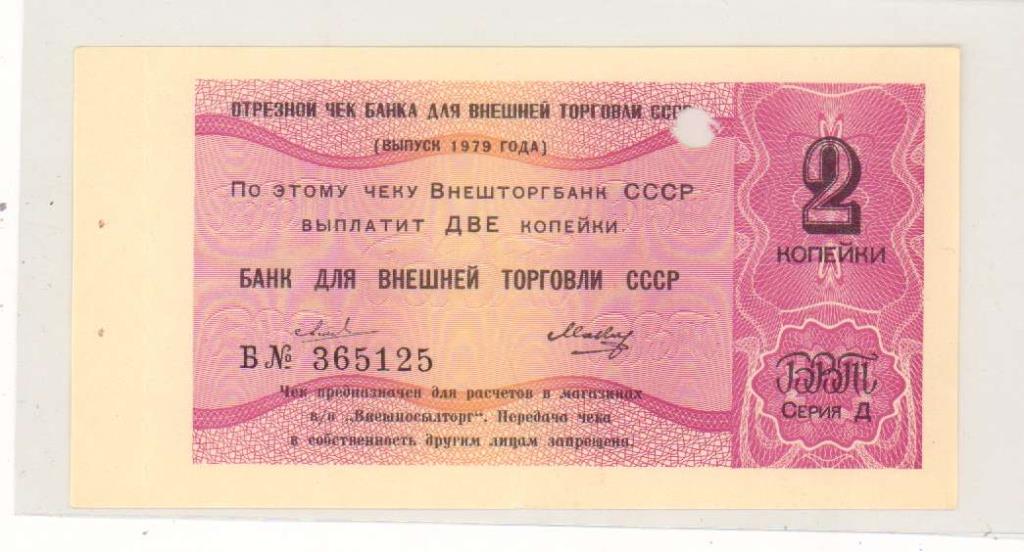 ОТРЕЗНОЙ ЧЕК БАНКА ДЛЯ ВНЕШНЕЙ ТОРГОВЛИ СССР
(ВЫПУСК 1979 ГОДА)
По этому чеку Внешторгбанк СССР
выплатит ДВЕ копейки.
БАНК ДЛЯ ВНЕШНЕЙ ТОРГОВЛИ СССР
Б № 365125
Чек предназначен для расчетов в магазинах
в/о „Внешпосылторг". Передача чека
в собственность другим лицам запрещена.
2
КОПЕЙКИ
БВТ
Серия Д